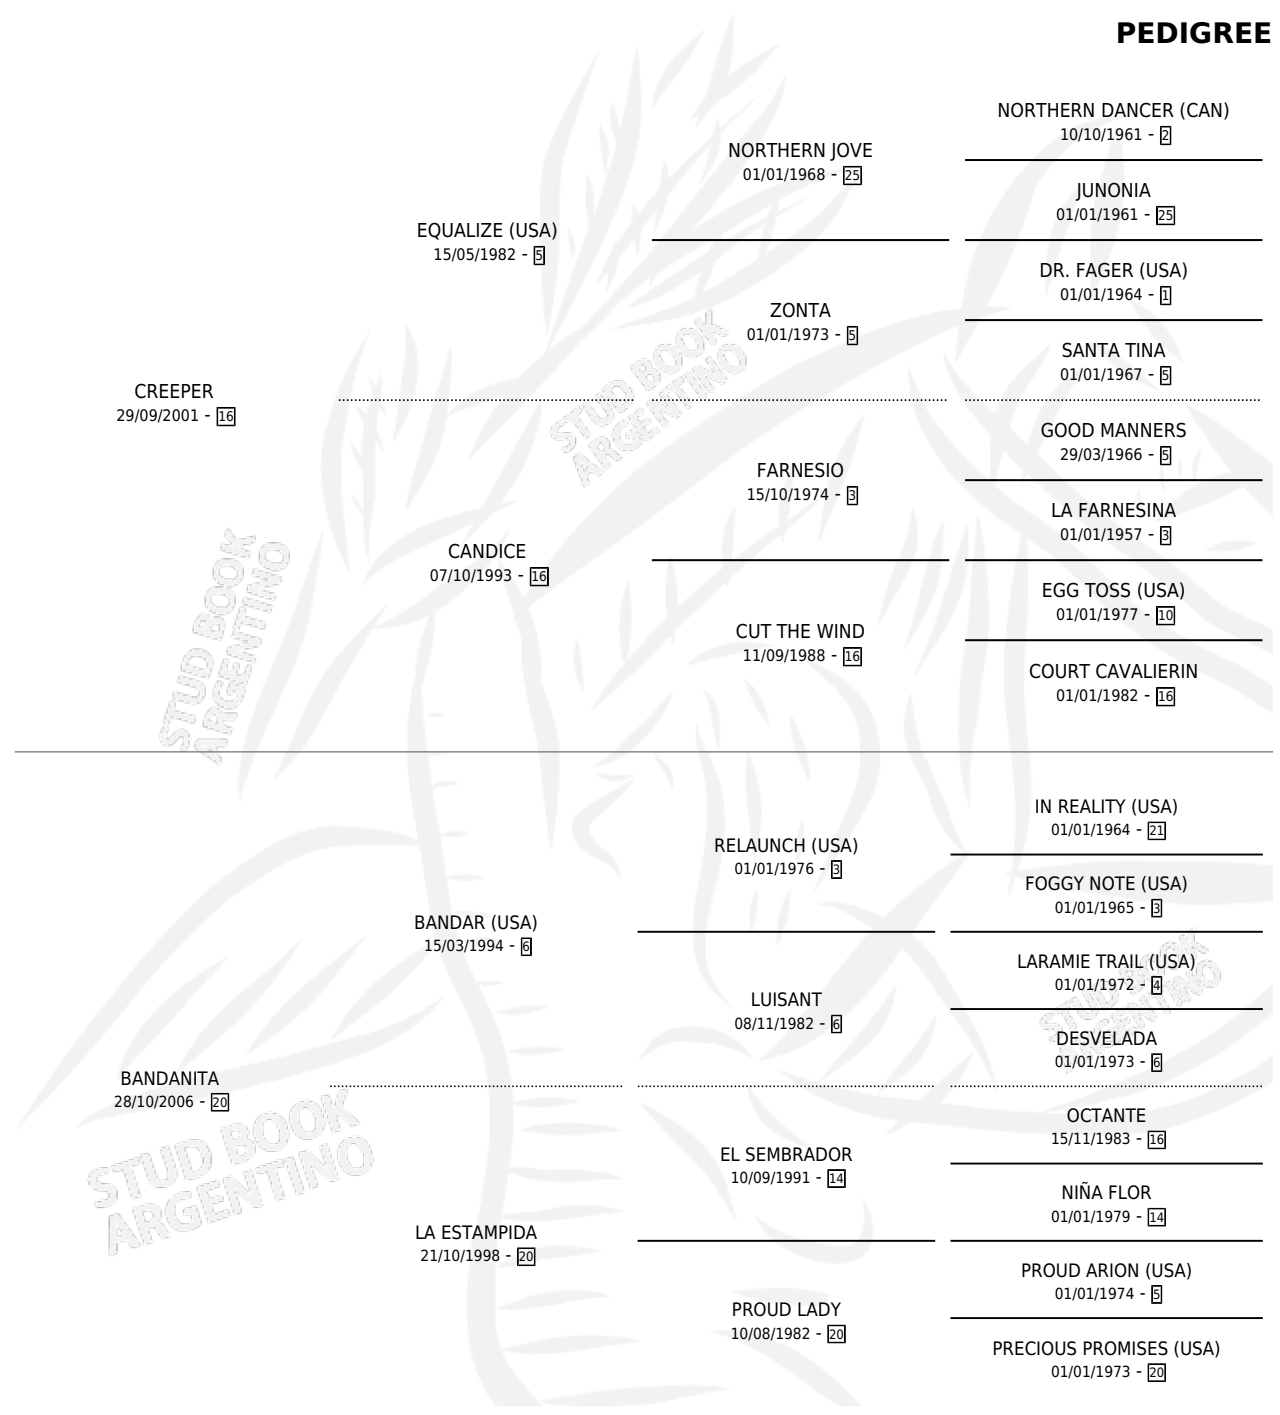 PEDIGREE
NORTHERN DANCER (CAN)
10/10/1961 - 2
NORTHERN JOVE
01/01/1968 - 25
JUNONIA
01/01/1961 - 25
EQUALIZE (USA)
15/05/1982 - 5
DR. FAGER (USA)
01/01/1964 - 1
ZONTA
01/01/1973 - 5
SANTA TINA
01/01/1967 - 5
CREEPER
29/09/2001 - 16
GOOD MANNERS
29/03/1966 - 5
FARNESIO
15/10/1974 - 3
LA FARNESINA
01/01/1957 - 3
CANDICE
07/10/1993 - 16
EGG TOSS (USA)
01/01/1977 - 10
CUT THE WIND
11/09/1988 - 16
COURT CAVALIERIN
01/01/1982 - 16
IN REALITY (USA)
01/01/1964 - 21
RELAUNCH (USA)
01/01/1976 - 3
FOGGY NOTE (USA)
01/01/1965 - 3
BANDAR (USA)
15/03/1994 - 6
LARAMIE TRAIL (USA)
01/01/1972 - 4
LUISANT
08/11/1982 - 6
DESVELADA
01/01/1973 - 6
BANDANITA
28/10/2006 - 20
OCTANTE
15/11/1983 - 16
EL SEMBRADOR
10/09/1991 - 14
NIÑA FLOR
01/01/1979 - 14
LA ESTAMPIDA
21/10/1998 - 20
PROUD ARION (USA)
01/01/1974 - 5
PROUD LADY
10/08/1982 - 20
PRECIOUS PROMISES (USA)
01/01/1973 - 20
STUD BOOK
ARGENTINO
STUD BOOK
ARGENTINO
STUD BOOK
ARGENTINO
STUD BOOK
ARGENTINO